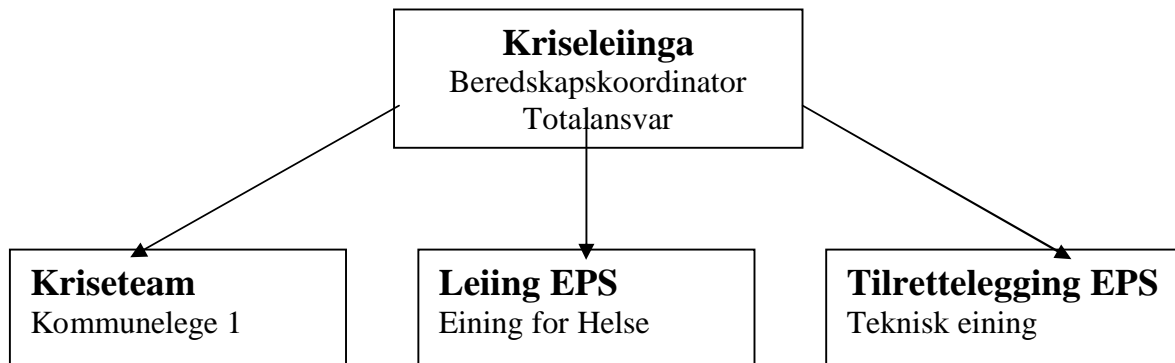 Kriseleiinga
Beredskapskoordinator
Totalansvar
Kriseteam
Kommunelege 1
Leiing EPS
Eining for Helse
Tilrettelegging EPS
Teknisk eining